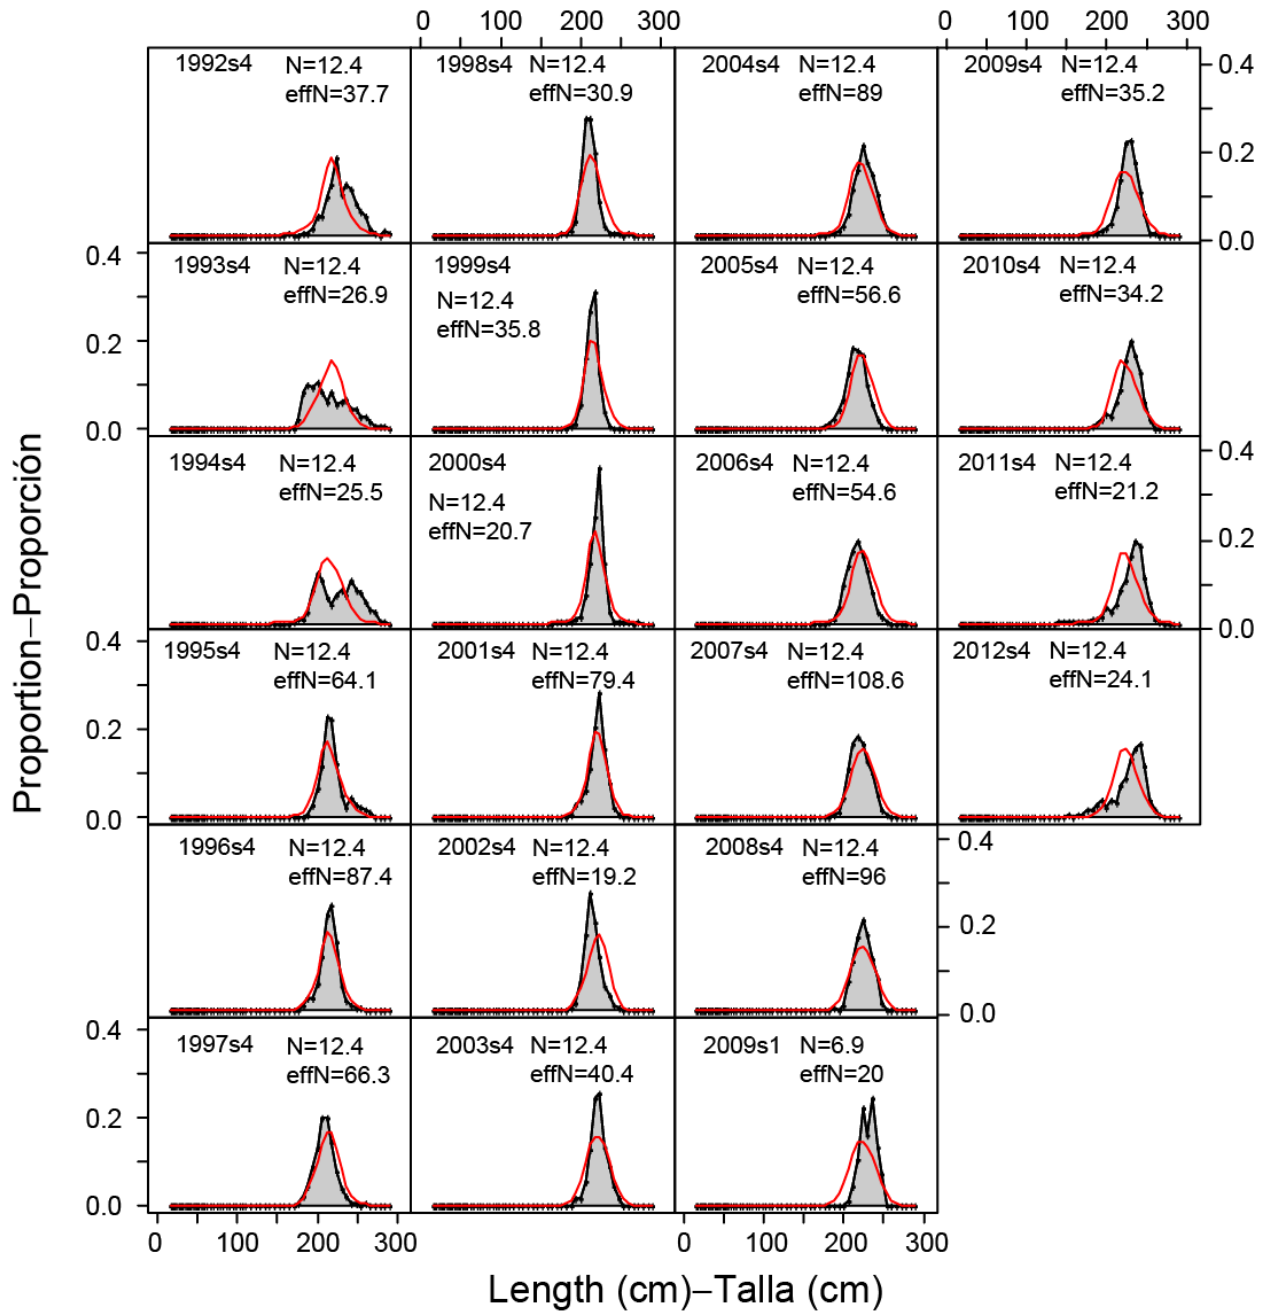 0 100 200 300
0 100 200 300
1992s4 N=12.4
effN=37.7
1998s4 N=12.4
effN=30.9
2004s4 N=12.4
effN=89
2009s4 N=12.4
effN=35.2
0.4
0.2
0.0
0.4
0.2
0.0
1993s4 N=12.4
effN=26.9
1999s4
N=12.4
effN=35.8
2005s4 N=12.4
effN=56.6
2010s4 N=12.4
effN=34.2
1994s4 N=12.4
effN=25.5
2000s4
N=12.4
effN=20.7
2006s4 N=12.4
effN=54.6
2011s4 N=12.4
effN=21.2
0.4
0.2
0.0
0.4
0.2
0.0
1995s4 N=12.4
effN=64.1
2001s4 N=12.4
effN=79.4
2007s4 N=12.4
effN=108.6
2012s4 N=12.4
effN=24.1
1996s4 N=12.4
effN=87.4
2002s4 N=12.4
effN=19.2
2008s4 N=12.4
effN=96
0.4
0.2
0.0
0.4
0.2
0.0
1997s4 N=12.4
effN=66.3
2003s4 N=12.4
effN=40.4
2009s1 N=6.9
effN=20
0 100 200 300
0 100 200 300
Proportion–Proporción
Length (cm)–Talla (cm)